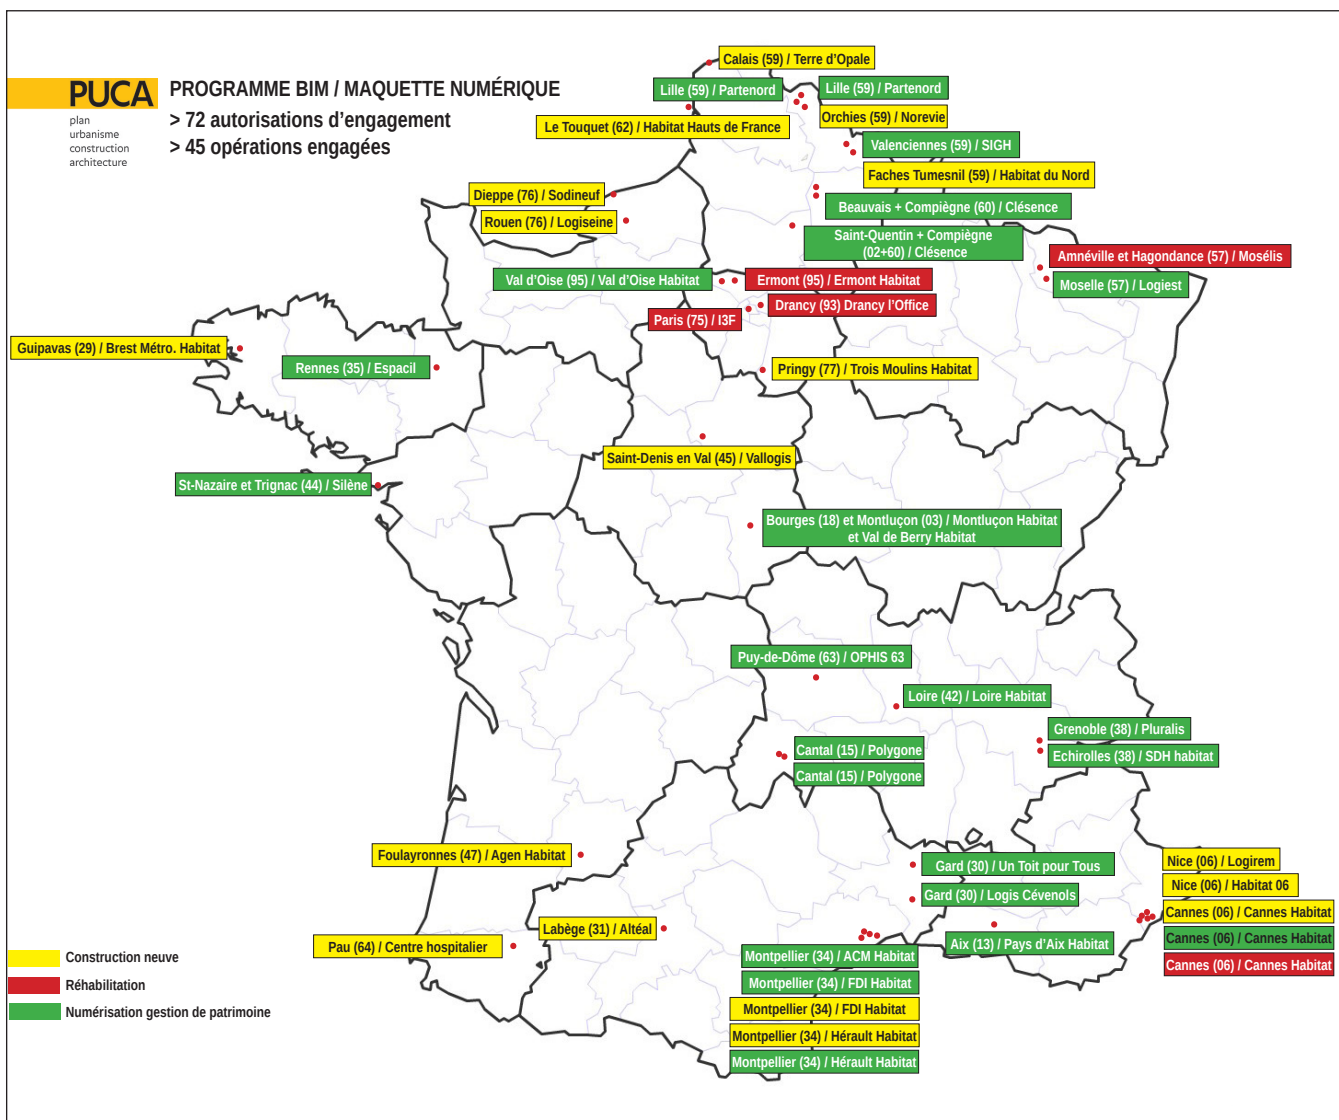 PUCA
plan
urbanisme
construction
architecture
PROGRAMME BIM / MAQUETTE NUMÉRIQUE
> 72 autorisations d’engagement
> 45 opérations engagées
Calais (59) / Terre d’Opale
Lille (59) / Partenord
Lille (59) / Partenord
Le Touquet (62) / Habitat Hauts de France
Orchies (59) / Norevie
Valenciennes (59) / SIGH
Faches Tumesnil (59) / Habitat du Nord
Dieppe (76) / Sodineuf
Beauvais + Compiègne (60) / Clésence
Rouen (76) / Logiseine
Saint-Quentin + Compiègne
(02+60) / Clésence
Amnéville et Hagondance (57) / Mosélis
Moselle (57) / Logiest
Val d’Oise (95) / Val d’Oise Habitat
Ermont (95) / Ermont Habitat
Drancy (93) Drancy l’Office
Paris (75) / I3F
Guipavas (29) / Brest Métro. Habitat
Rennes (35) / Espacil
Pringy (77) / Trois Moulins Habitat
Saint-Denis en Val (45) / Vallogis
St-Nazaire et Trignac (44) / Silène
Bourges (18) et Montluçon (03) / Montluçon Habitat
et Val de Berry Habitat
Puy-de-Dôme (63) / OPHIS 63
Loire (42) / Loire Habitat
Grenoble (38) / Pluralis
Echirolles (38) / SDH habitat
Cantal (15) / Polygone
Cantal (15) / Polygone
Foulayronnes (47) / Agen Habitat
Gard (30) / Un Toit pour Tous
Gard (30) / Logis Cévenols
Nice (06) / Logirem
Nice (06) / Habitat 06
Cannes (06) / Cannes Habitat
Cannes (06) / Cannes Habitat
Cannes (06) / Cannes Habitat
Labège (31) / Altéal
Pau (64) / Centre hospitalier
Aix (13) / Pays d’Aix Habitat
Montpellier (34) / ACM Habitat
Montpellier (34) / FDI Habitat
Montpellier (34) / FDI Habitat
Montpellier (34) / Hérault Habitat
Montpellier (34) / Hérault Habitat
Construction neuve
Réhabilitation
Numérisation gestion de patrimoine